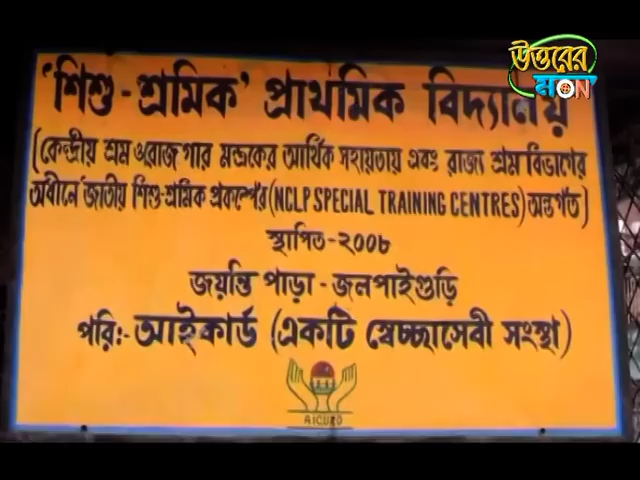 উত্তরের
মন
'শিশু-শ্রমিক' প্রাথমিক বিদ্যালয়
(কেন্দ্রীয় শ্রম ওরোজগার মন্ত্রকের আর্থিক সহায়তায় এবং রাজ্য শ্রম বিভাগের
অধীনে জাতীয় শিশু-শ্রমিক প্রকল্পের (NCLP SPECIAL TRAINING CENTRES) অন্তর্গত)
স্থাপিত-২০০৮
জয়ন্তি পাড়া - জলপাইগুড়ি
পরি:- আইকার্ড (একটি স্বেচ্ছাসেবী সংস্থা)